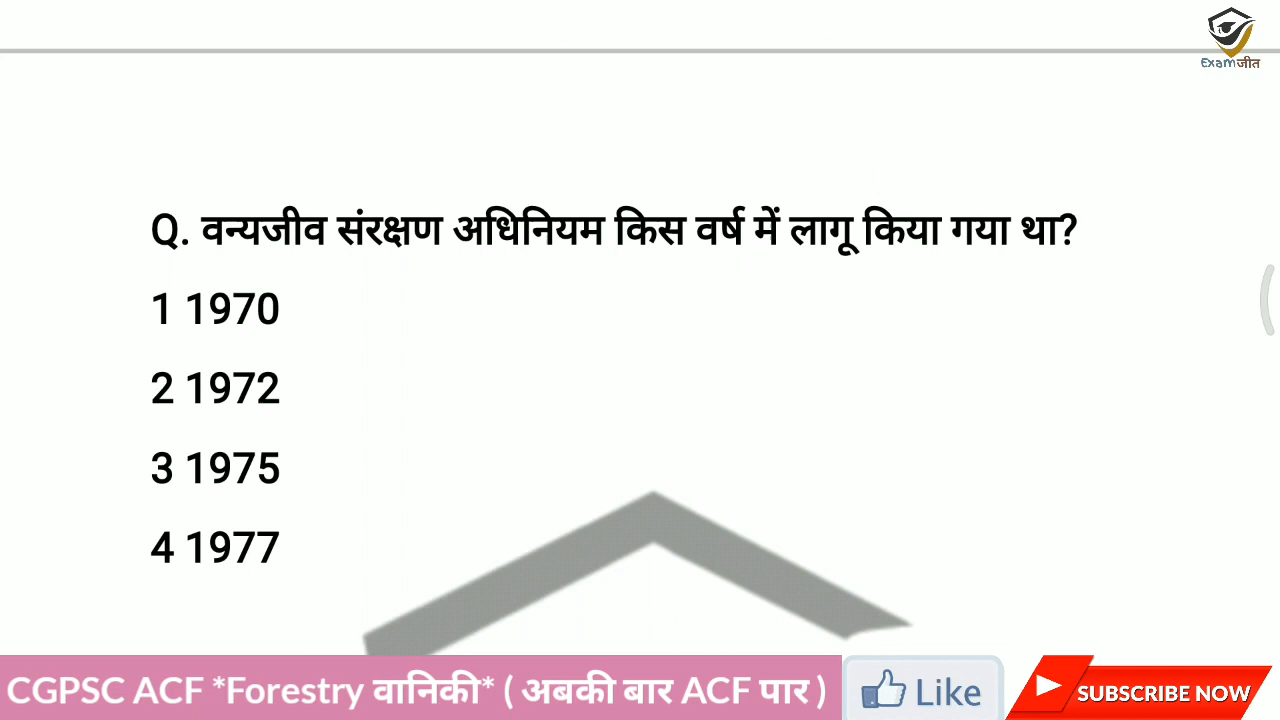 Examजीत
Q. वन्यजीव संरक्षण अधिनियम किस वर्ष में लागू किया गया था?
1 1970
2 1972
3 1975
4 1977
CGPSC ACF *Forestry वानिकी* ( अबकी बार ACF पार )
Like
SUBSCRIBE NOW